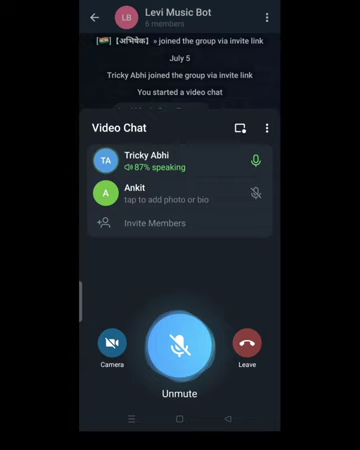 Levi Music Bot
LB
6 members
【अभिषेक】 » joined the group via invite link
July 5
Tricky Abhi joined the group via invite link
You started a video chat
Video Chat
TA
Tricky Abhi
87% speaking
A
Ankit
tap to add photo or bio
Invite Members
Camera
Leave
Unmute